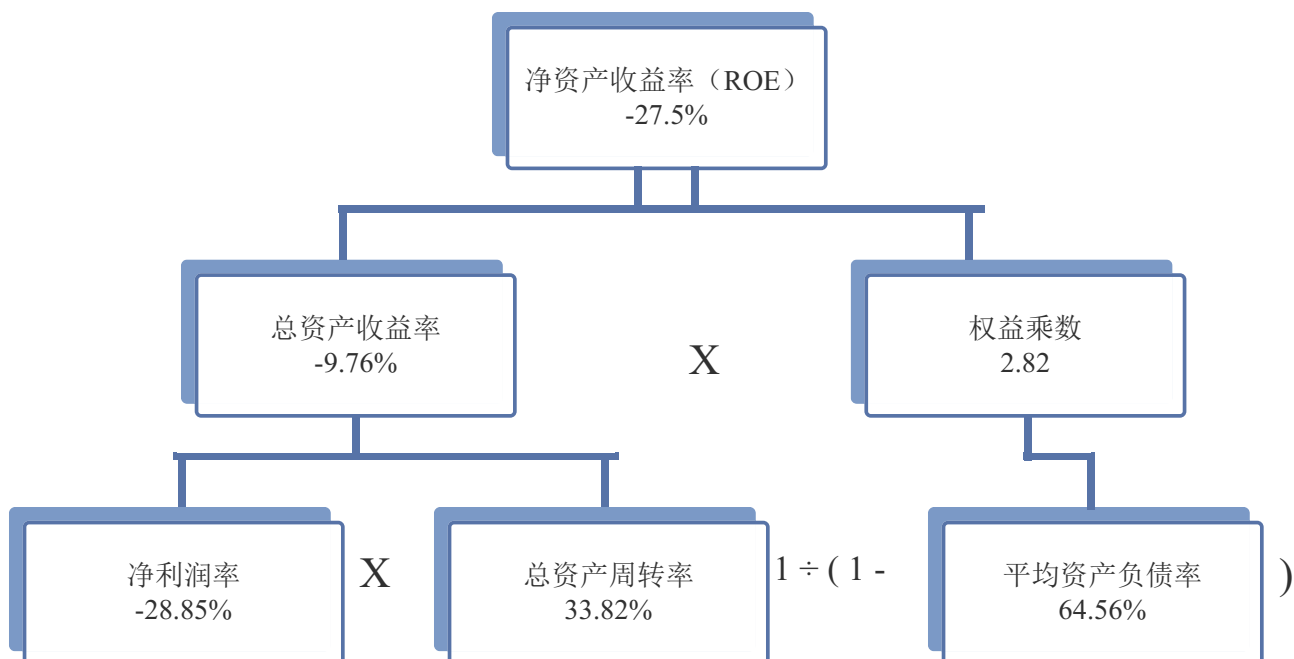 净资产收益率（ROE）
-27.5%
总资产收益率
-9.76%
X
权益乘数
2.82
净利润率
-28.85%
X
总资产周转率
33.82%
1 ÷ ( 1 -
平均资产负债率
64.56%
)